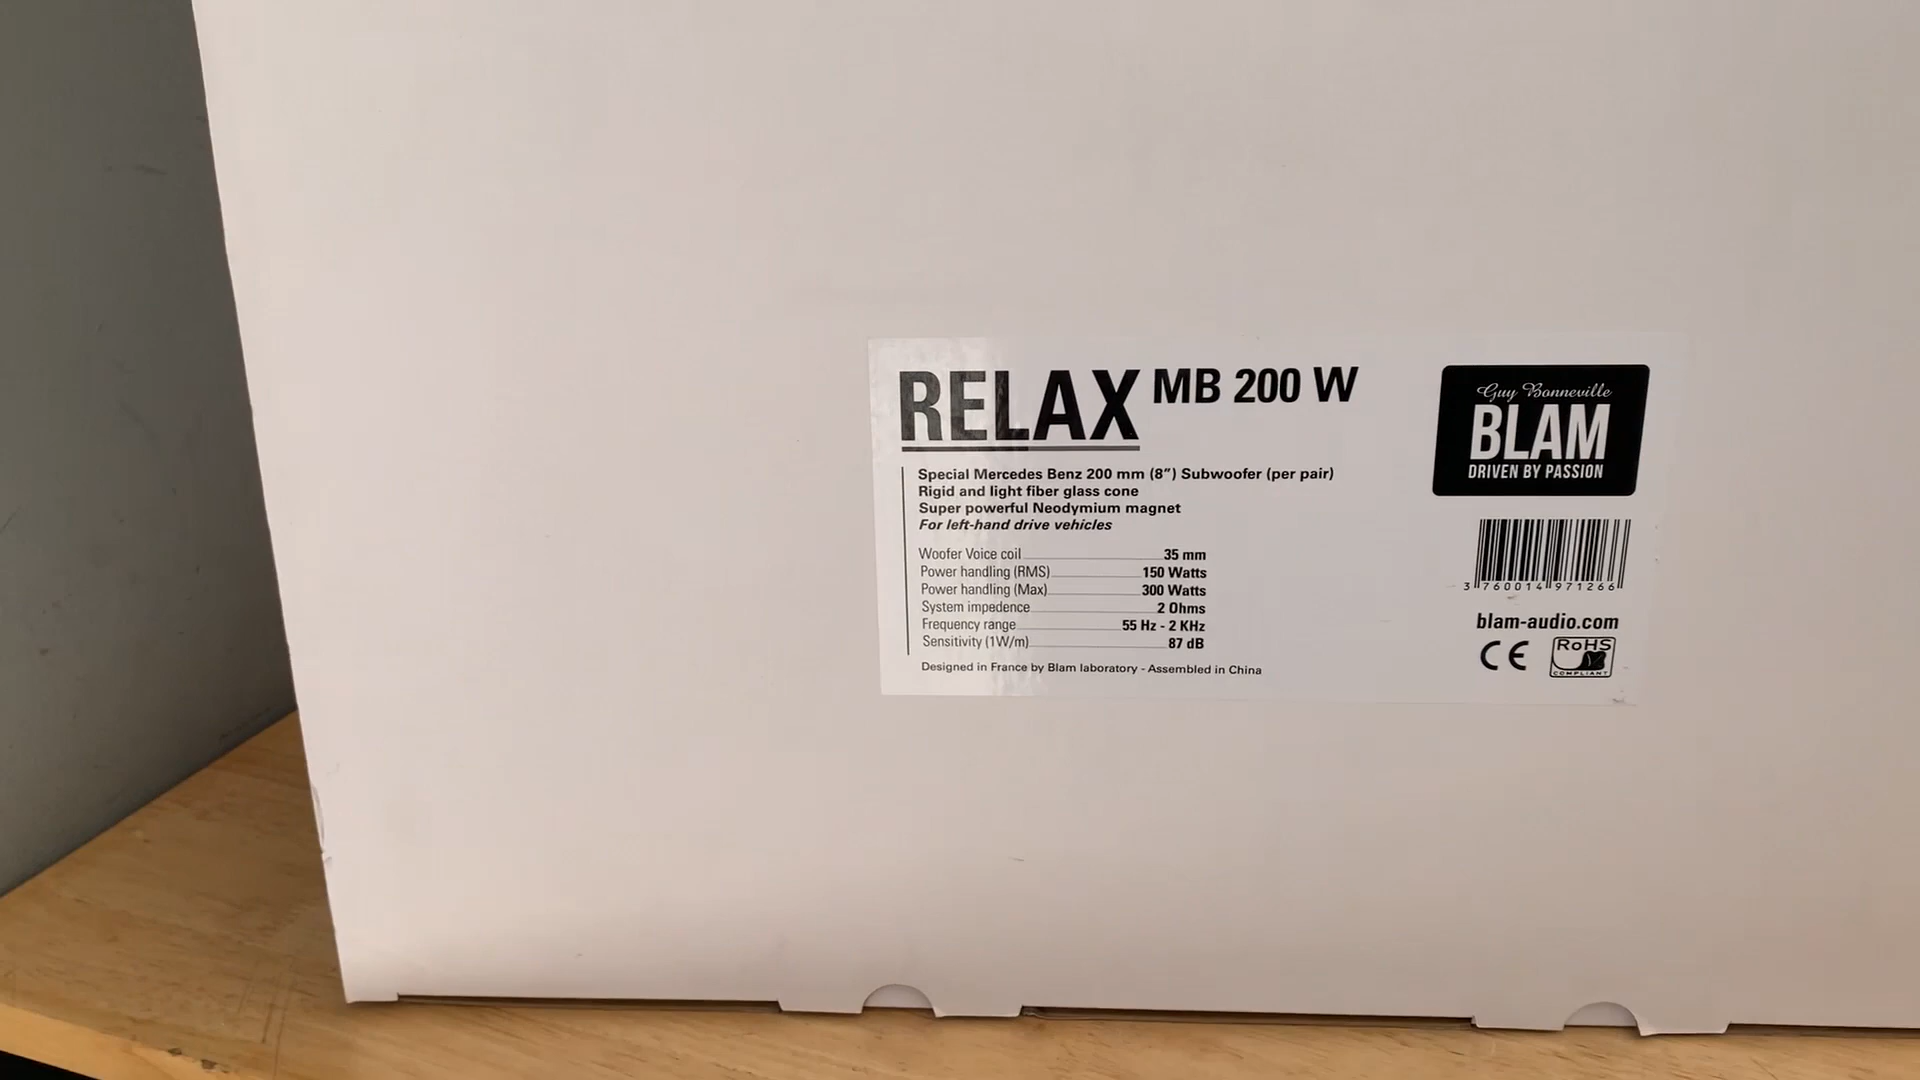 RELAX MB 200 W
Special Mercedes Benz 200 mm (8”) Subwoofer (per pair)
Rigid and light fiber glass cone
Super powerful Neodymium magnet
For left-hand drive vehicles
Woofer Voice coil 35 mm
Power handling (RMS) 150 Watts
Power handling (Max) 300 Watts
System impedence 2 Ohms
Frequency range 55 Hz - 2 KHz
Sensitivity (1W/m) 87 dB
Designed in France by Blam laboratory - Assembled in China
Guy Bonneville
BLAM
DRIVEN BY PASSION
3 760014 971266
blam-audio.com
CE
RoHS
COMPLIANT